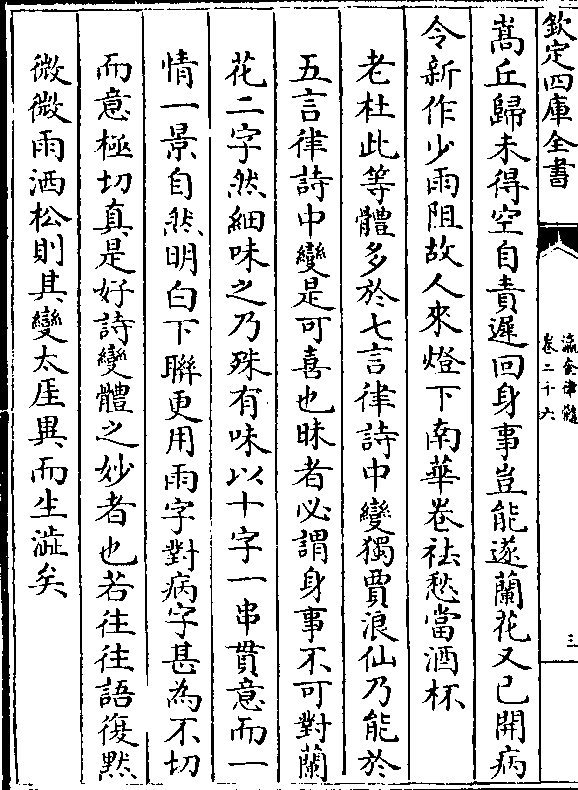 欽定四庫全書
瀛奎律髓
卷二十六
三
嵩丘歸未得空自責遲回身事豈能遂蘭花又已開病
令新作少雨阻故人來燈下南華卷祛愁當酒杯
老杜此等體多於七言律詩中變獨賈浪仙乃能於
五言律詩中變是可喜也昧者必謂身事不可對蘭
花二字然細味之乃殊有味以十字一串貫意而一
情一景自然明白下聯更用雨字對病字甚為不切
而意極切真是好詩變體之妙者也若往往語復默
微微雨洒松則其變太厓異而生澁矣